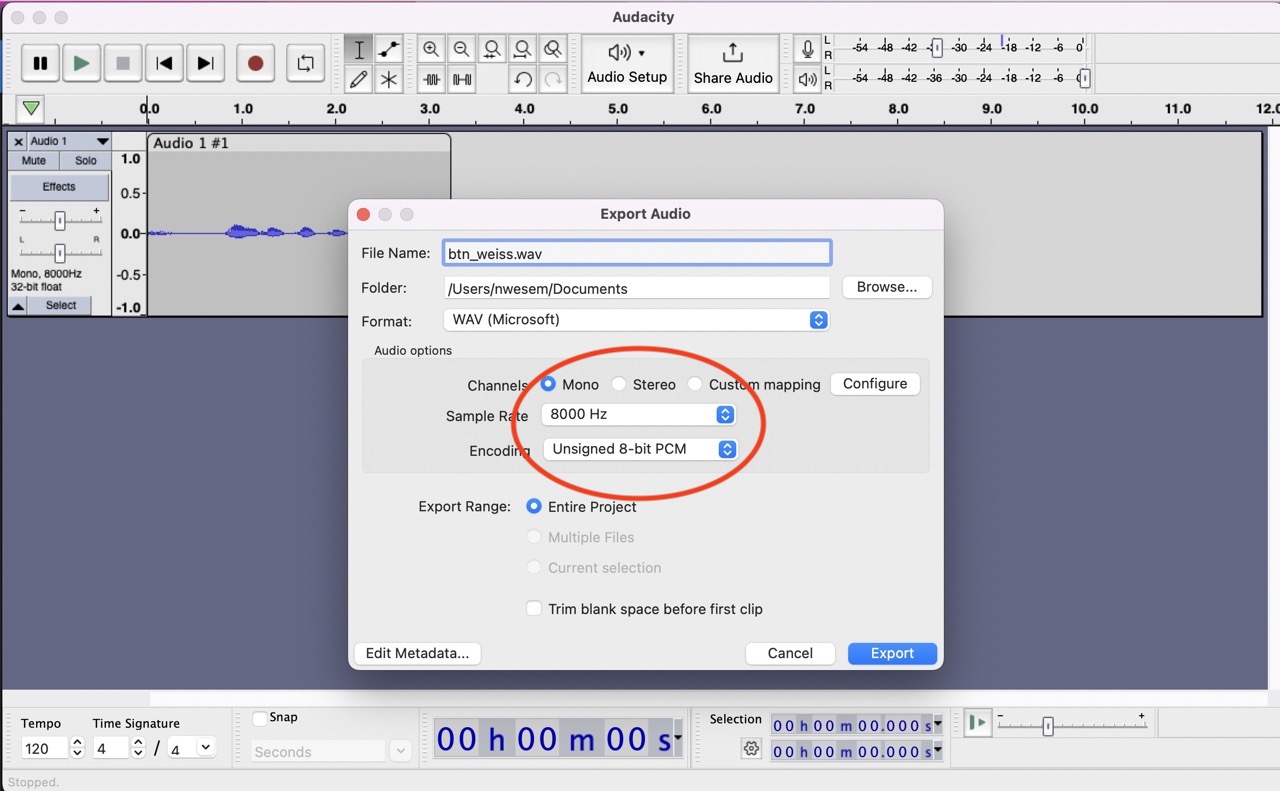 Audacity
Audio Setup
Share Audio
L
R
-54 -48 -42 -3 -30 -24 -18 -12 -6 0
L
R
-54 -48 -42 -36 -30 -24 -18 -12 -6 0
0.0 1.0 2.0 3.0 4.0 5.0 6.0 7.0 8.0 9.0 10.0 11.0 12.0
Audio 1
Mute Solo
Effects
- +
L R
Mono, 8000Hz
32-bit float
Select
1.0
0.5
0.0
-0.5
-1.0
Audio 1 #1
Export Audio
File Name: btn_weiss.wav
Folder: /Users/nwesem/Documents Browse...
Format: WAV (Microsoft)
Audio options
Channels Mono Stereo Custom mapping Configure
Sample Rate 8000 Hz
Encoding Unsigned 8-bit PCM
Export Range: Entire Project
Multiple Files
Current selection
Trim blank space before first clip
Edit Metadata... Cancel Export
Tempo
120
Time Signature
4 / 4
Snap
Seconds
00 h 00 m 00 s
Selection
00 h 00 m 00.000 s
00 h 00 m 00.000 s
- +
Stopped.